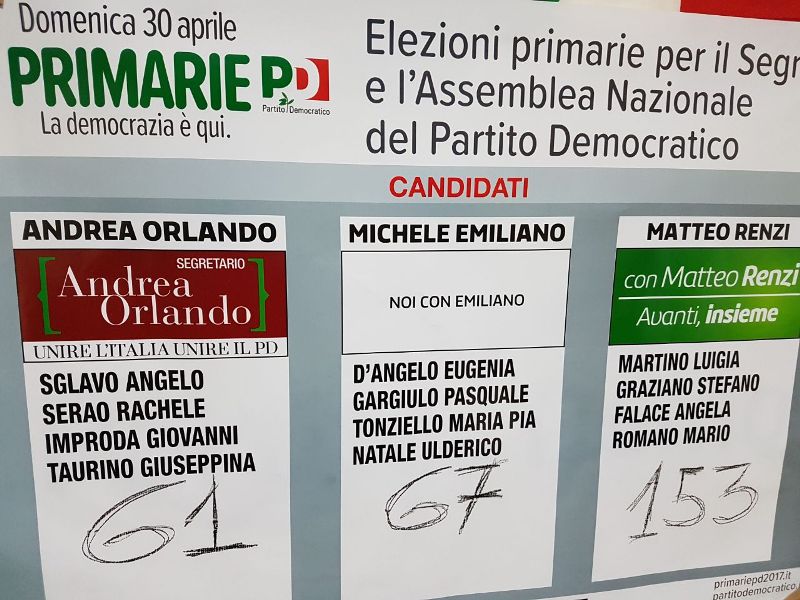 Domenica 30 aprile
PRIMARIE PD
Partito Democratico
La democrazia è qui.
Elezioni primarie per il Segr
e l'Assemblea Nazionale
del Partito Democratico
CANDIDATI
ANDREA ORLANDO
SEGRETARIO
Andrea
Orlando
UNIRE L'ITALIA UNIRE IL PD
SGLAVO ANGELO
SERAO RACHELE
IMPRODA GIOVANNI
TAURINO GIUSEPPINA
61
MICHELE EMILIANO
NOI CON EMILIANO
D'ANGELO EUGENIA
GARGIULO PASQUALE
TONZIELLO MARIA PIA
NATALE ULDERICO
67
MATTEO RENZI
con Matteo Renzi
Avanti, insieme
MARTINO LUIGIA
GRAZIANO STEFANO
FALACE ANGELA
ROMANO MARIO
153
primariepd2017.it
partitodemocratico.